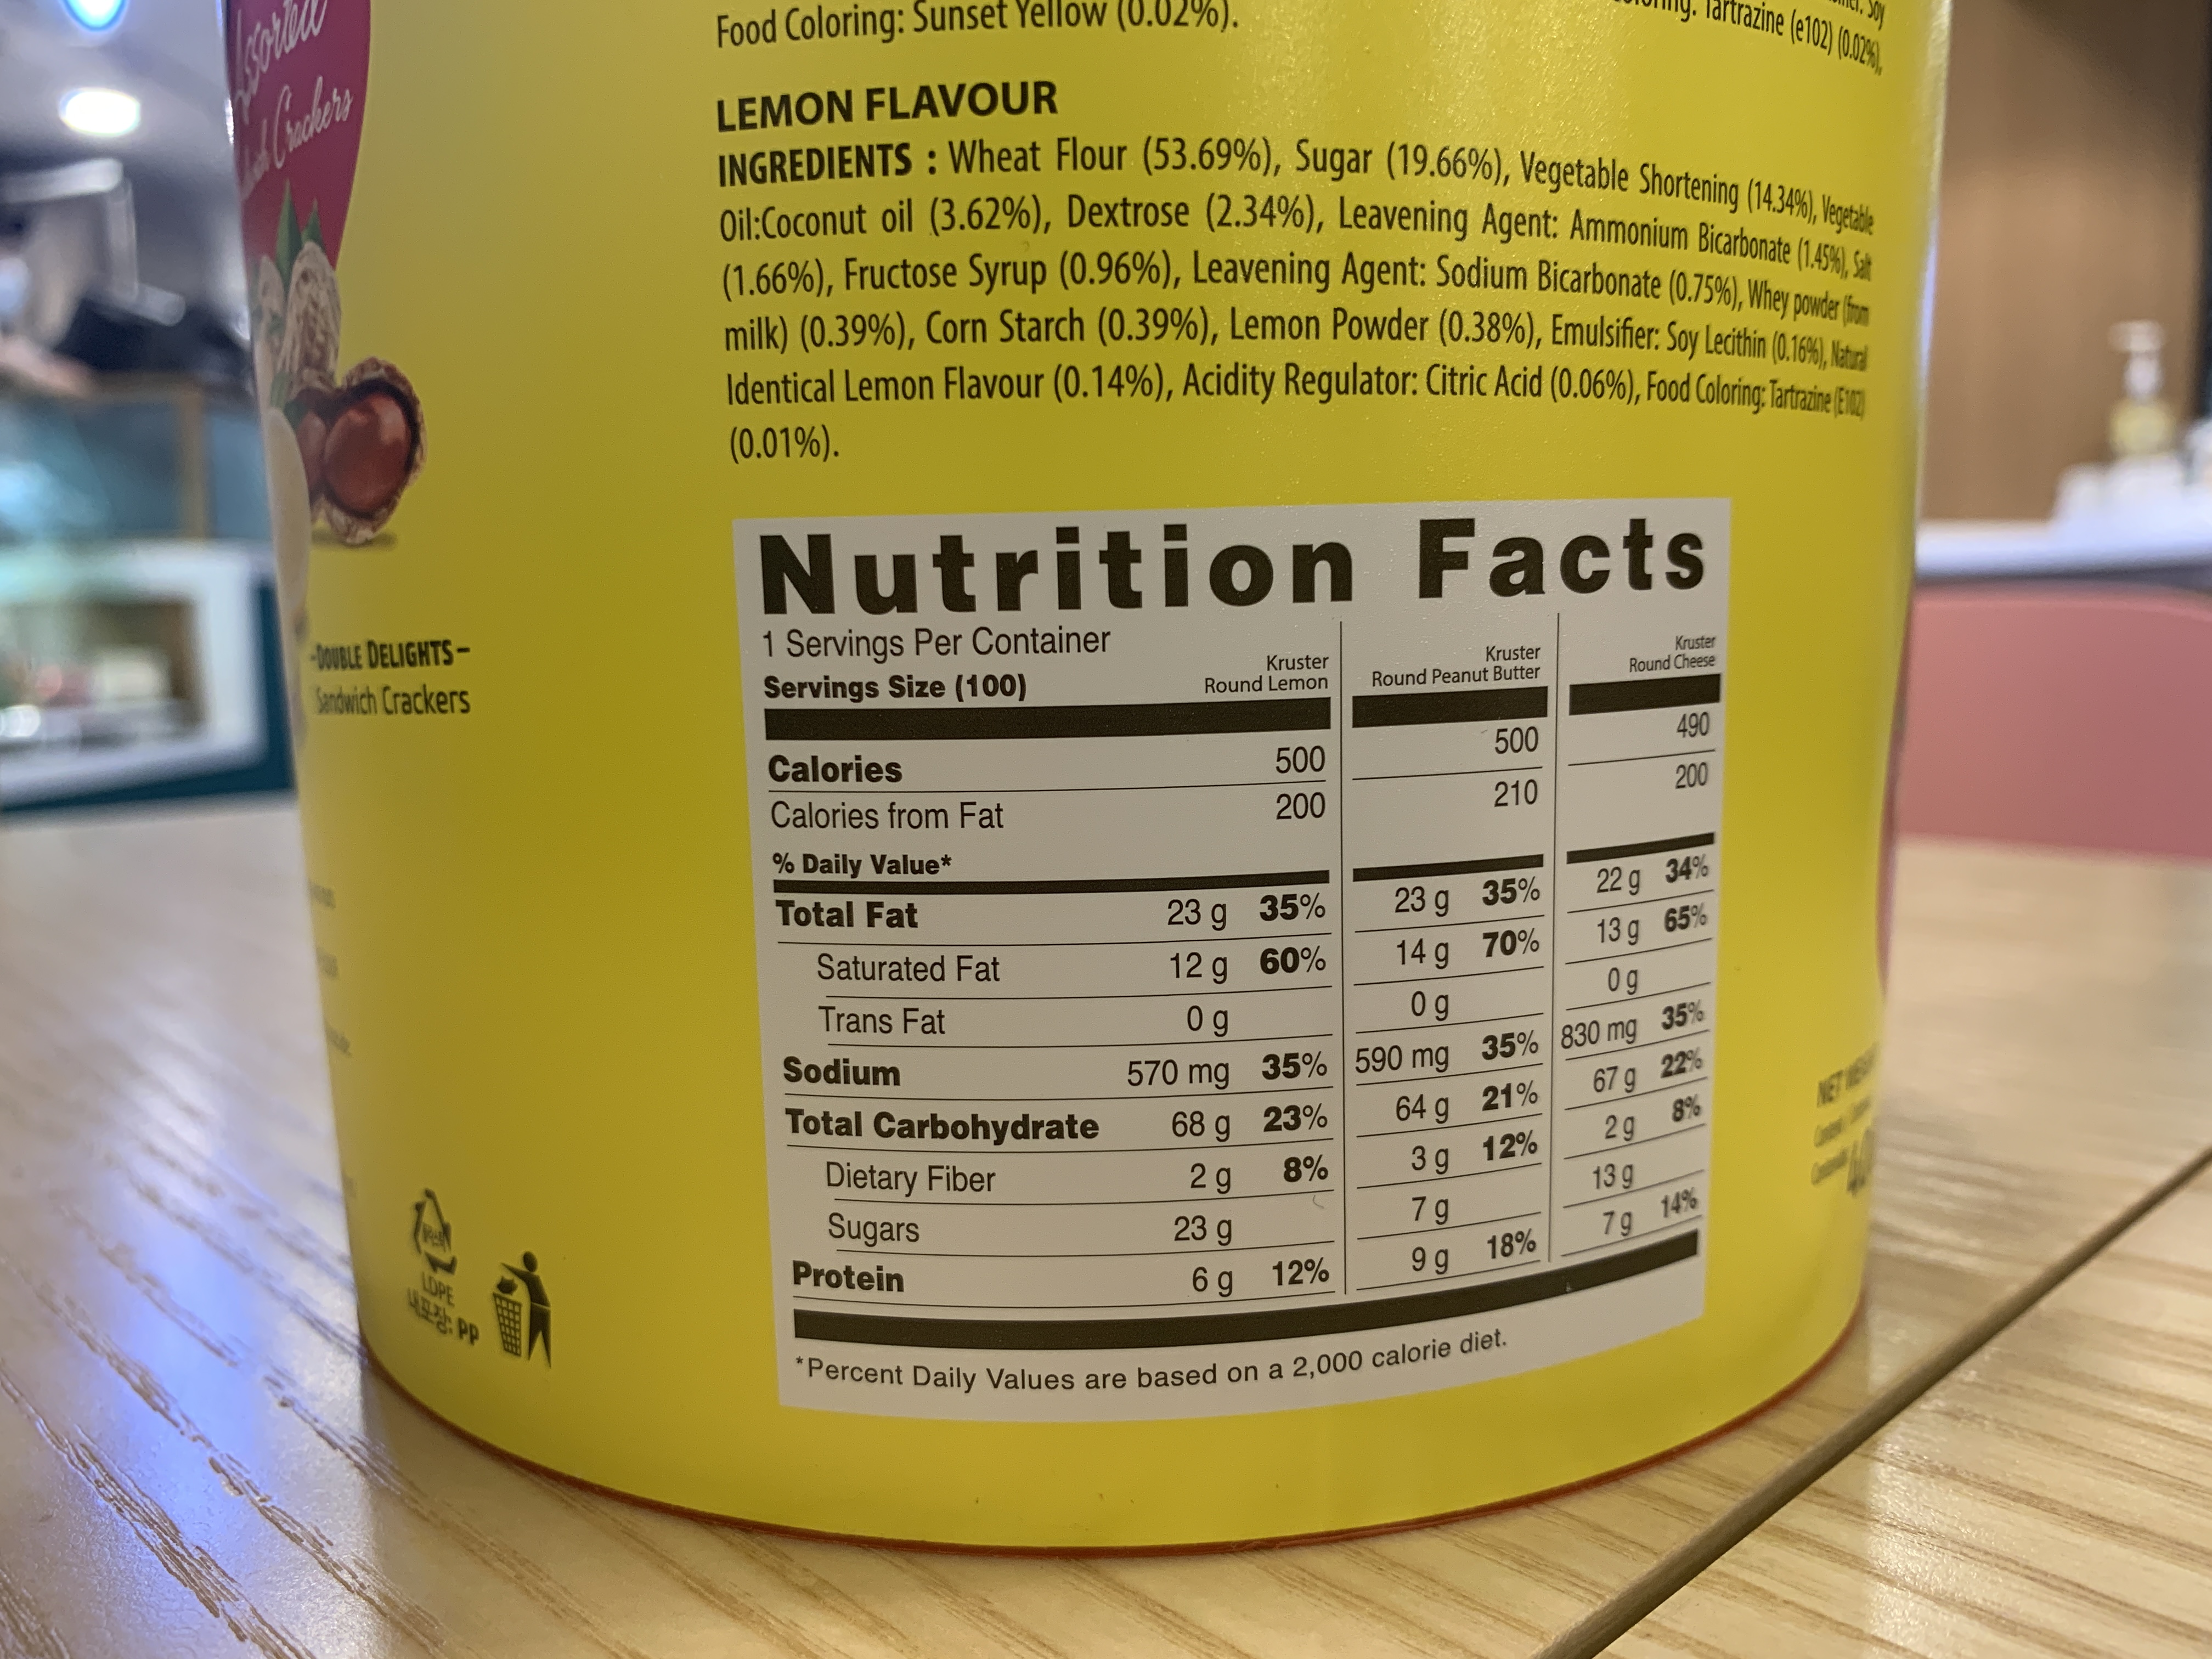 Assorted
Crackers
Food Coloring: Sunset Yellow (0.02%).
Tartrazine (e102) (0.02%),
Soy
LEMON FLAVOUR
INGREDIENTS : Wheat Flour (53.69%), Sugar (19.66%), Vegetable Shortening (14.34%), Vegetable
Oil:Coconut oil (3.62%), Dextrose (2.34%), Leavening Agent: Ammonium Bicarbonate (1.45%), Salt
(1.66%), Fructose Syrup (0.96%), Leavening Agent: Sodium Bicarbonate (0.75%), Whey powder (from
milk) (0.39%), Corn Starch (0.39%), Lemon Powder (0.38%), Emulsifier: Soy Lecithin (0.16%), Natural
Identical Lemon Flavour (0.14%), Acidity Regulator: Citric Acid (0.06%), Food Coloring: Tartrazine (E102)
(0.01%).
-DOUBLE DELIGHTS-
Sandwich Crackers
Nutrition Facts
1 Servings Per Container
Servings Size (100)
Kruster Round Lemon
Kruster Round Peanut Butter
Kruster Round Cheese
Calories 500 500 490
Calories from Fat 200 210 200
% Daily Value*
Total Fat 23 g 35% 23 g 35% 22 g 34%
Saturated Fat 12 g 60% 14 g 70% 13 g 65%
Trans Fat 0 g 0 g 0 g
Sodium 570 mg 35% 590 mg 35% 830 mg 35%
Total Carbohydrate 68 g 23% 64 g 21% 67 g 22%
Dietary Fiber 2 g 8% 3 g 12% 2 g 8%
Sugars 23 g 7 g 13 g
Protein 6 g 12% 9 g 18% 7 g 14%
*Percent Daily Values are based on a 2,000 calorie diet.
LDPE
내포장: PP
NET